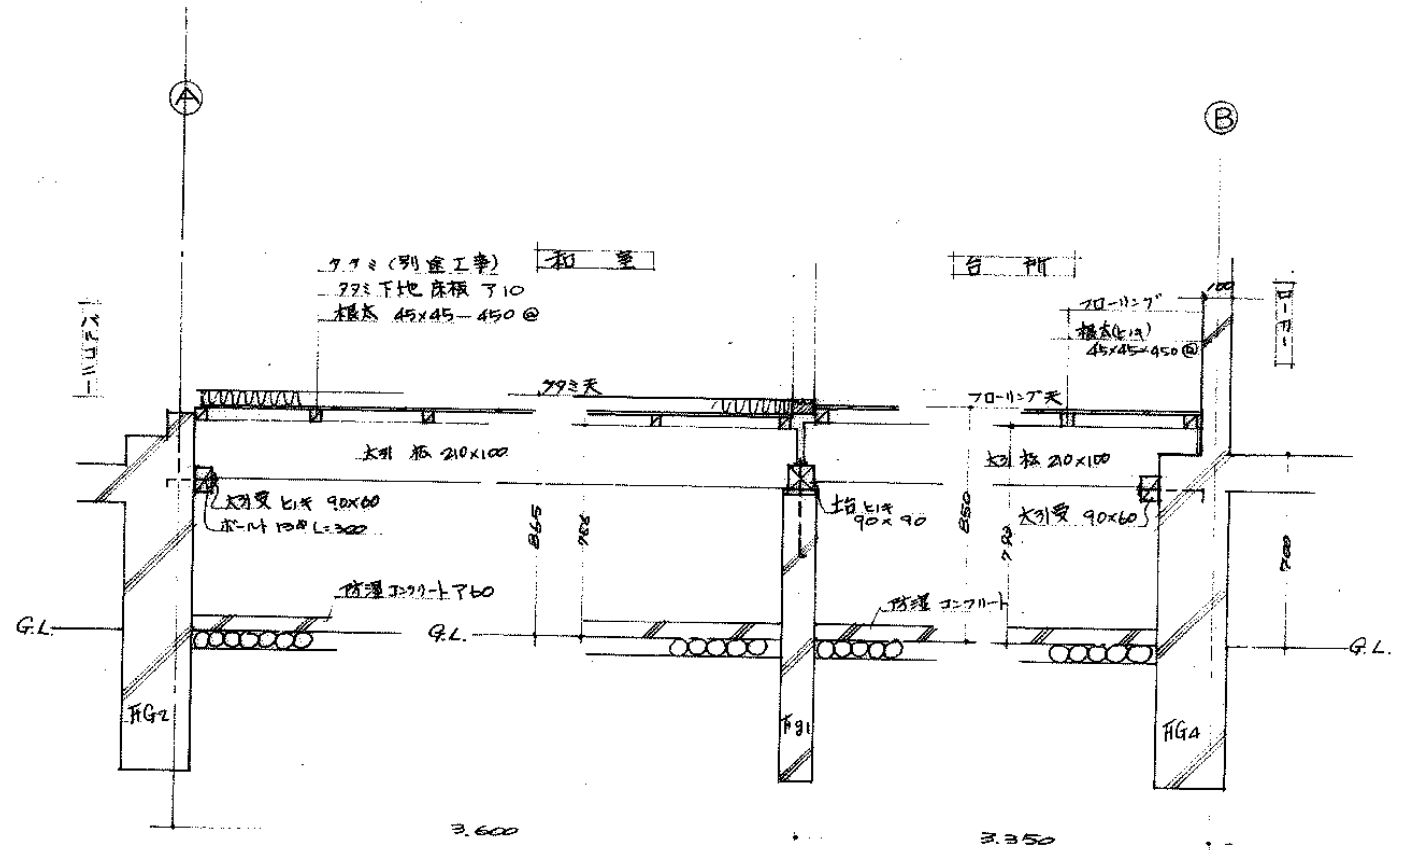 A
B
タタミ(別途工事)
タタミ下地 床板 ア10
根太 45×45-450@
和室
台所
100
フローリング
根太(ヒノキ)
45×45-450@
バルコニー
ローカ
タタミ天
フローリング天
大引 松 210×100
大引 松 210×100
大引受 ヒノキ 90×60
ボールト 13φ L=300
土台 ヒノキ
90×90
大引受 90×60
865
850
700
防湿コンクリート ア60
防湿 コンクリート
G.L.
G.L.
G.L.
FG2
Fg1
FG4
3.600
3.350